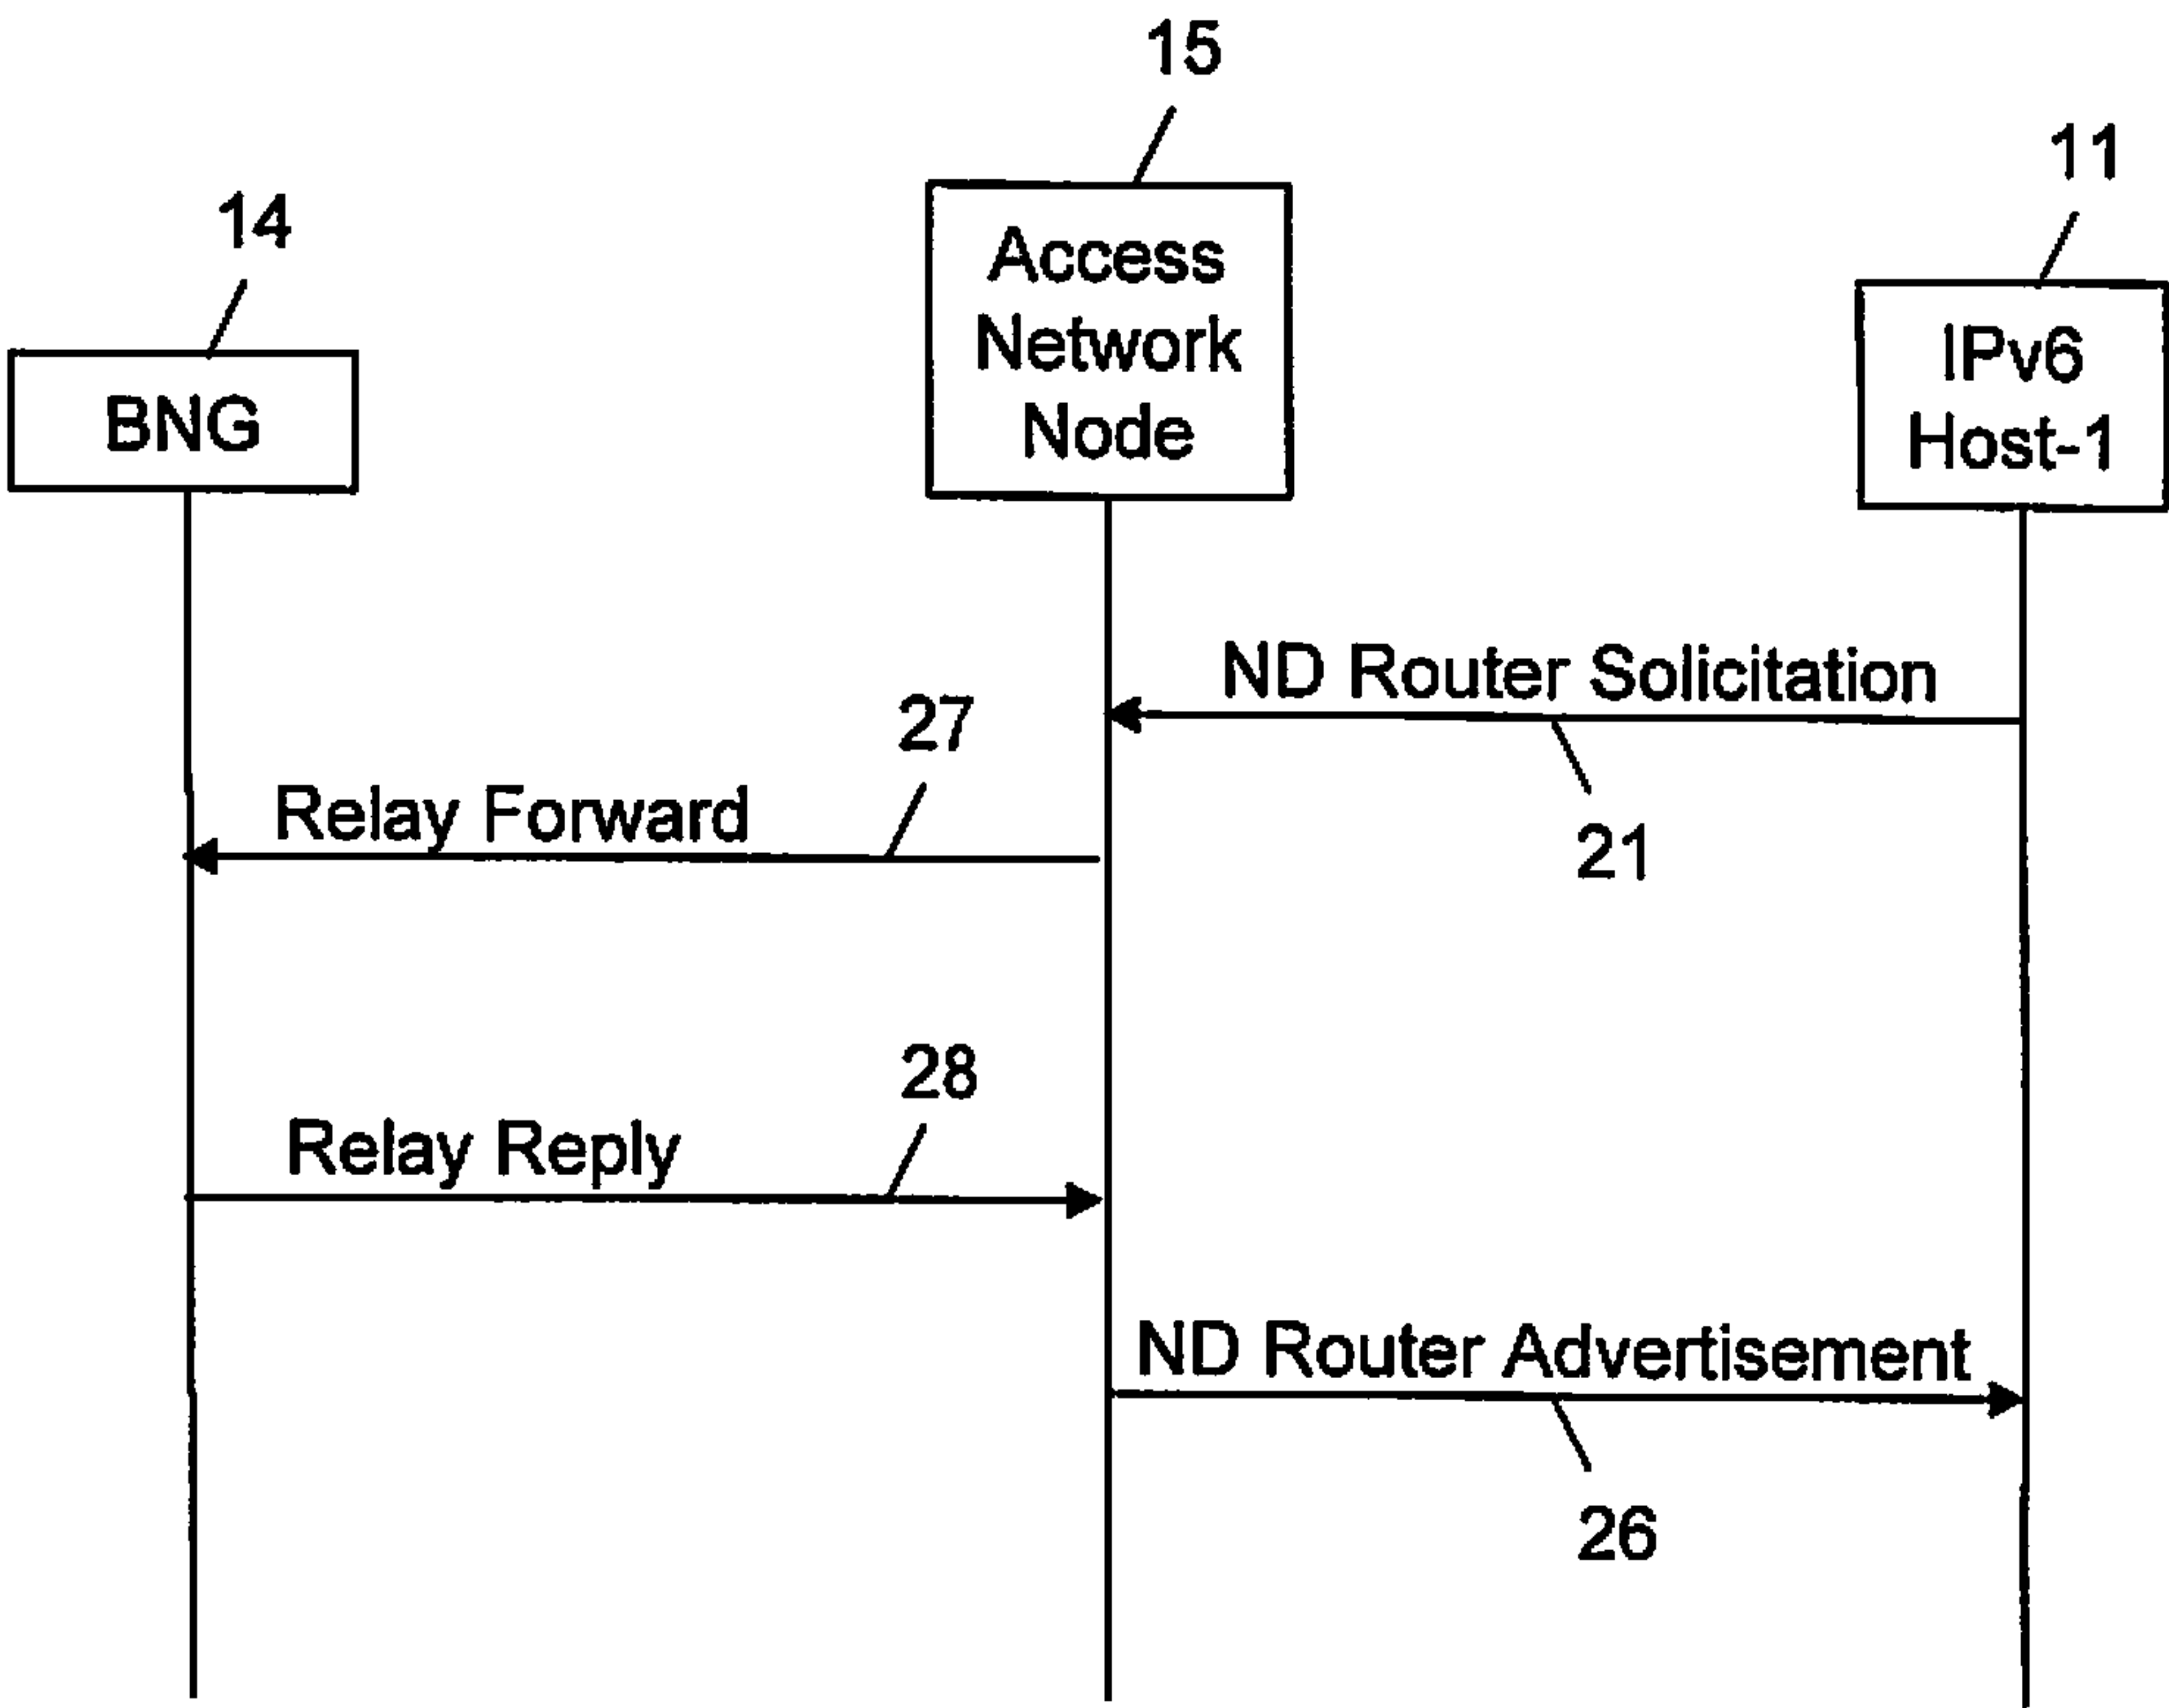 15
11
14
Access
Network
Node
IPv6
Host-1
BNG
ND Router Solicitation
27
Relay Forward
21
28
Relay Reply
ND Router Advertisement
26